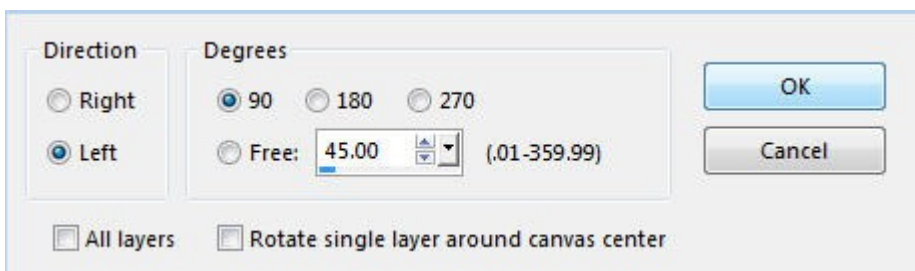 Direction
Right
Left
Degrees
90 180 270
Free: 45.00 (.01-359.99)
OK
Cancel
All layers
Rotate single layer around canvas center